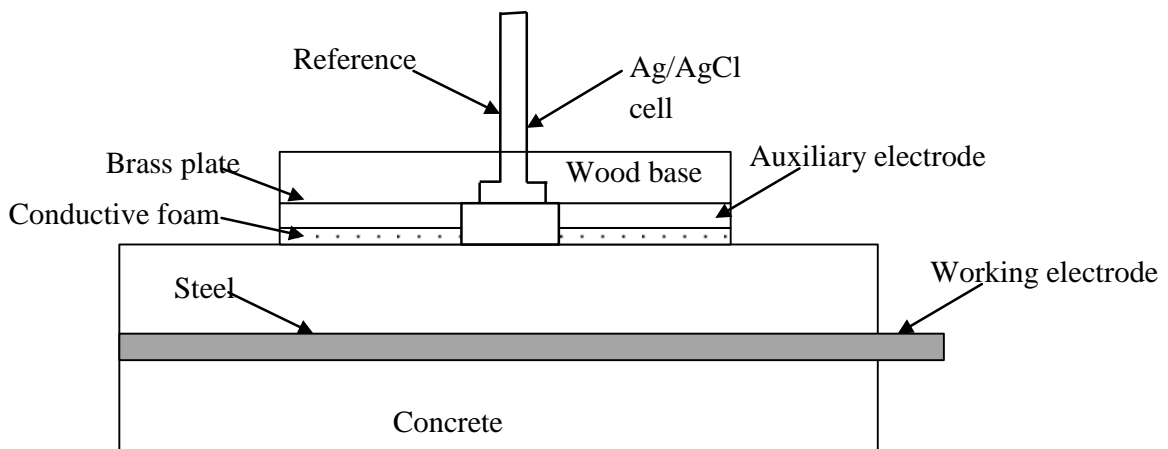 Reference
Ag/AgCl
cell
Brass plate
Wood base
Auxiliary electrode
Conductive foam
Steel
Working electrode
Concrete